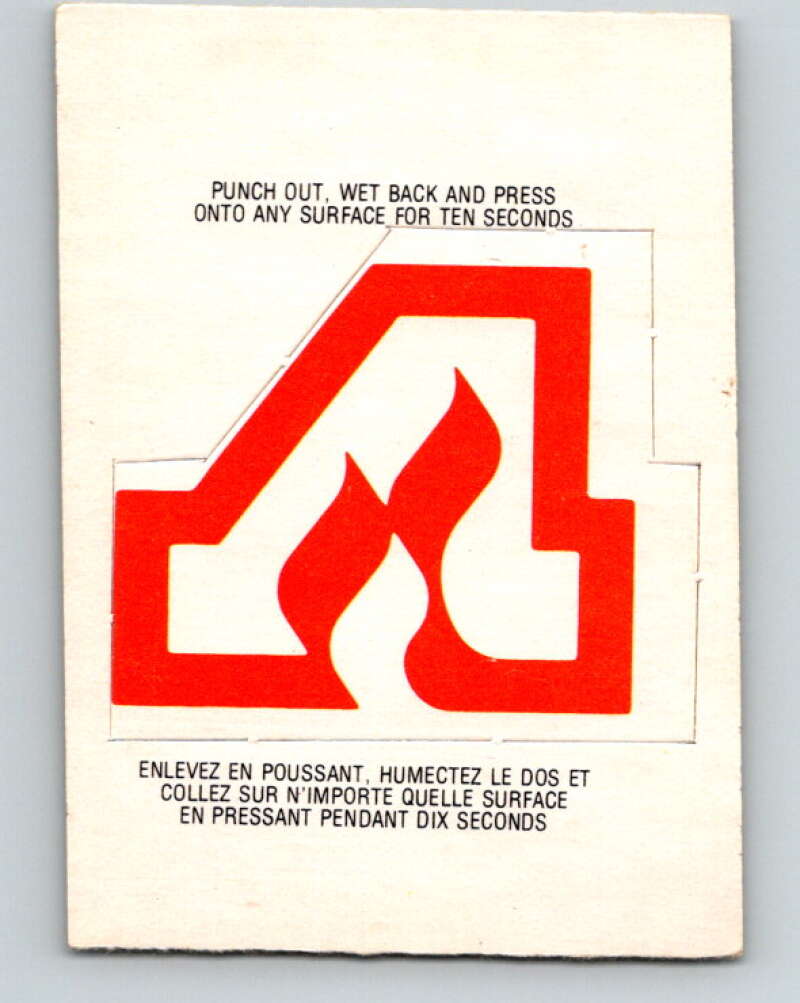 PUNCH OUT, WET BACK AND PRESS
ONTO ANY SURFACE FOR TEN SECONDS
ENLEVEZ EN POUSSANT, HUMECTEZ LE DOS ET
COLLEZ SUR N'IMPORTE QUELLE SURFACE
EN PRESSANT PENDANT DIX SECONDS